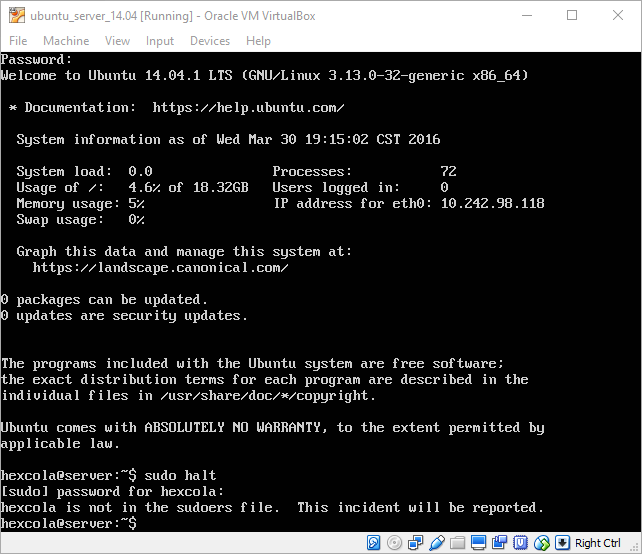 ubuntu_server_14.04 [Running] - Oracle VM VirtualBox
File Machine View Input Devices Help
Password:
Welcome to Ubuntu 14.04.1 LTS (GNU/Linux 3.13.0-32-generic x86_64)
* Documentation: https://help.ubuntu.com/
System information as of Wed Mar 30 19:15:02 CST 2016
System load: 0.0 Processes: 72
Usage of /: 4.6% of 18.32GB Users logged in: 0
Memory usage: 5% IP address for eth0: 10.242.98.118
Swap usage: 0%
Graph this data and manage this system at:
https://landscape.canonical.com/
0 packages can be updated.
0 updates are security updates.
The programs included with the Ubuntu system are free software;
the exact distribution terms for each program are described in the
individual files in /usr/share/doc/*/copyright.
Ubuntu comes with ABSOLUTELY NO WARRANTY, to the extent permitted by
applicable law.
hexcola@server:~$ sudo halt
[sudo] password for hexcola:
hexcola is not in the sudoers file.  This incident will be reported.
hexcola@server:~$
Right Ctrl